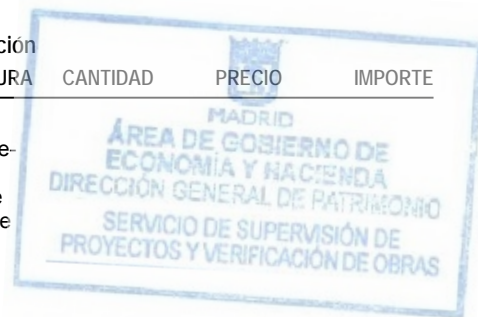 ción
URA CANTIDAD PRECIO IMPORTE
MADRID
ÁREA DE GOBIERNO DE
ECONOMÍA Y HACIENDA
DIRECCIÓN GENERAL DE PATRIMONIO
SERVICIO DE SUPERVISIÓN DE
PROYECTOS Y VERIFICACIÓN DE OBRAS
e-
e
e